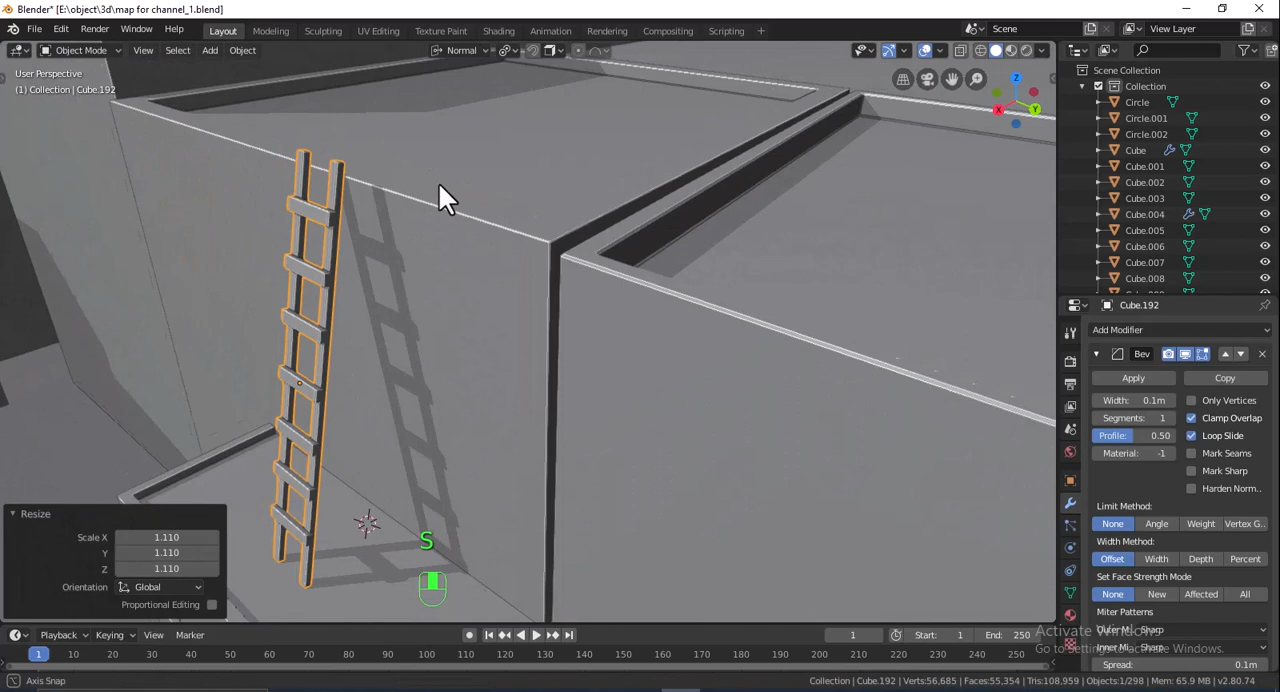 Blender* [E:\object\3d\map for channel_1.blend]
File Edit Render Window Help Layout Modeling Sculpting UV Editing Texture Paint Shading Animation Rendering Compositing Scripting + Scene View Layer
Object Mode View Select Add Object Normal
User Perspective
(1) Collection | Cube.192
Z
X
Y
Scene Collection
Collection
Circle
Circle.001
Circle.002
Cube
Cube.001
Cube.002
Cube.003
Cube.004
Cube.005
Cube.006
Cube.007
Cube.008
Cube.192
Add Modifier
Bev
Apply Copy
Width: 0.1m Only Vertices
Segments: 1 Clamp Overlap
Profile: 0.50 Loop Slide
Material: -1 Mark Seams
Mark Sharp
Harden Norm..
Limit Method:
None Angle Weight Vertex G..
Width Method:
Offset Width Depth Percent
Set Face Strength Mode
None New Affected All
Miter Patterns
Sharp
Sharp
Spread: 0.1m
Activate Windows
Go to Settings to Activate Windows.
S
Resize
Scale X 1.110
Y 1.110
Z 1.110
Orientation Global
Proportional Editing
Playback Keying View Marker 1 Start: 1 End: 250
1 10 20 30 40 50 60 70 80 90 100 110 120 130 140 150 160 170 180 190 200 210 220 230 240 250
Axis Snap
Collection | Cube.192 | Verts:56,685 | Faces:55,354 | Tris:108,959 | Objects:1/298 | Mem: 65.9 MB | v2.80.74